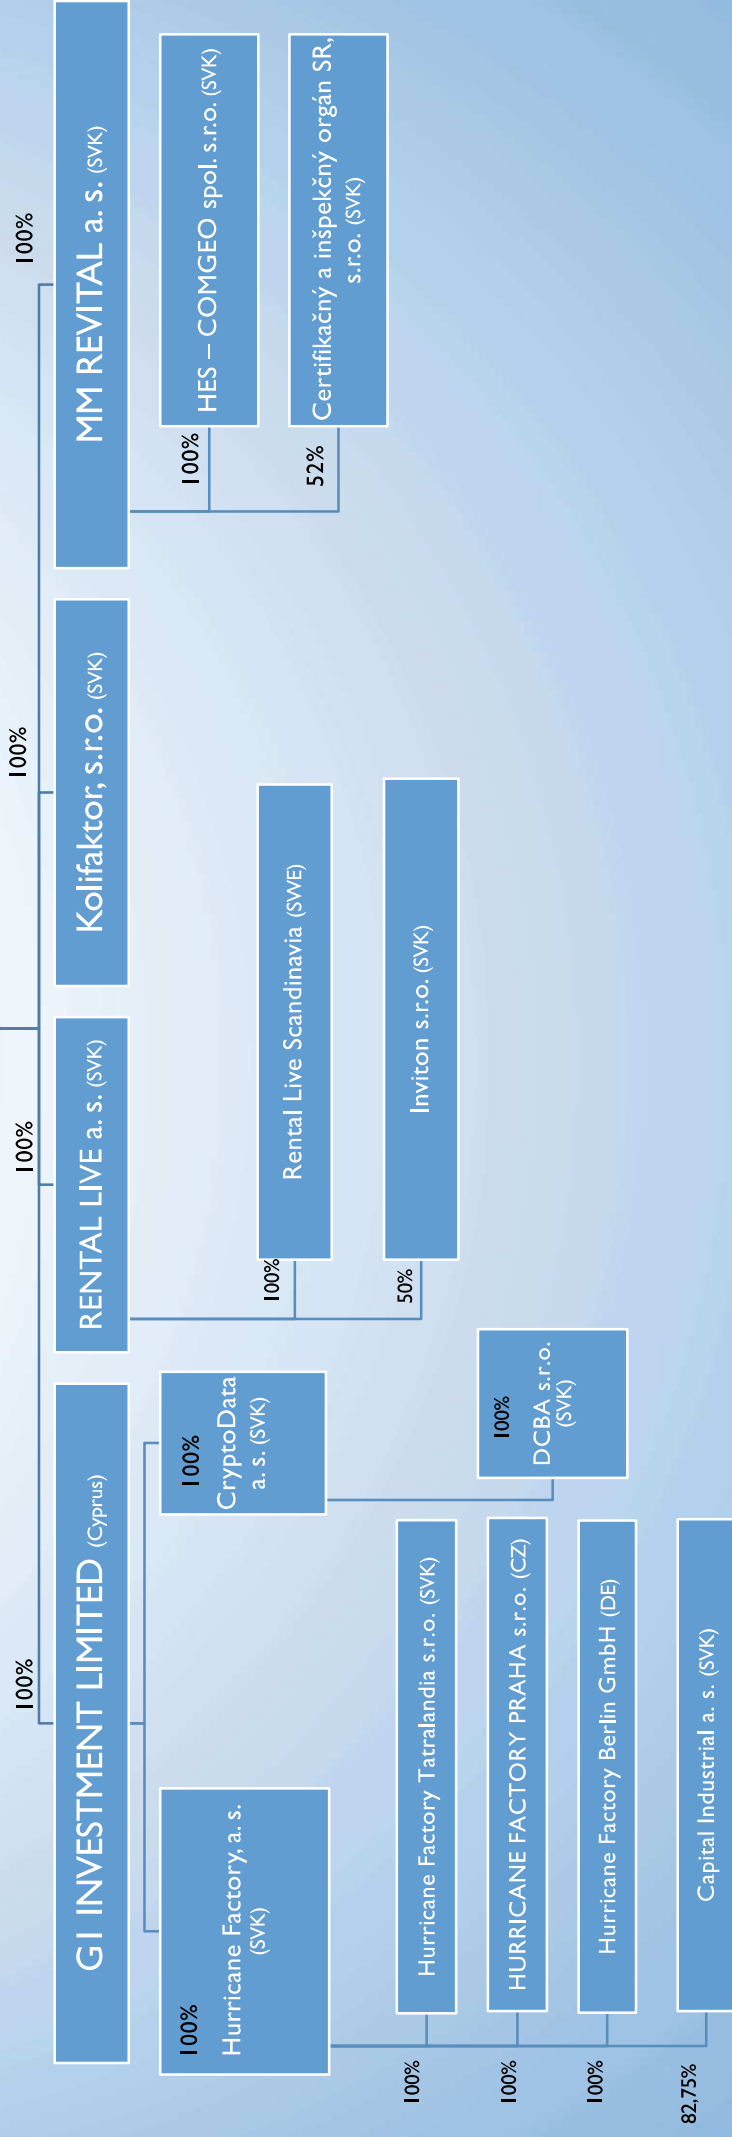 100%
100%
100%
100%
GI INVESTMENT LIMITED (Cyprus)
RENTAL LIVE a. s. (SVK)
Kolifaktor, s.r.o. (SVK)
MM REVITAL a. s. (SVK)
100%
Hurricane Factory, a. s.
(SVK)
100%
CryptoData
a. s. (SVK)
100%
Hurricane Factory Tatralandia s.r.o. (SVK)
100%
HURRICANE FACTORY PRAHA s.r.o. (CZ)
100%
Hurricane Factory Berlin GmbH (DE)
82,75%
Capital Industrial a. s. (SVK)
100%
DCBA s.r.o.
(SVK)
100%
Rental Live Scandinavia (SWE)
50%
Inviton s.r.o. (SVK)
100%
HES – COMGEO spol. s.r.o. (SVK)
52%
Certifikačný a inšpekčný orgán SR,
s.r.o. (SVK)